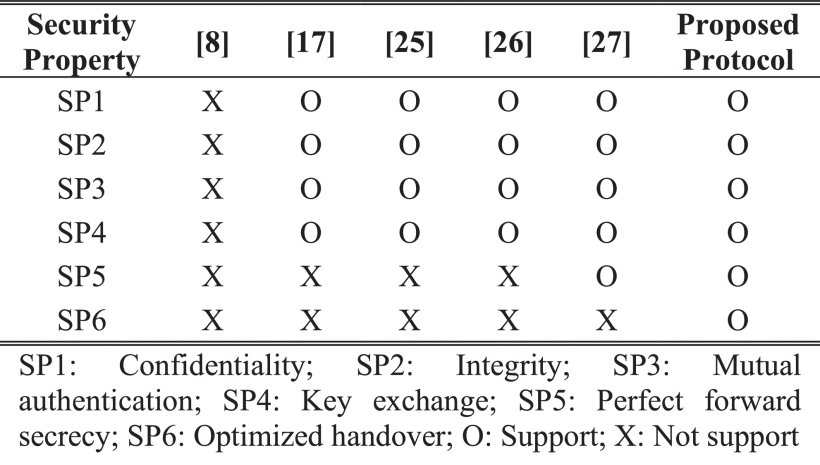 Security Property [8] [17] [25] [26] [27] Proposed Protocol
SP1 X O O O O O
SP2 X O O O O O
SP3 X O O O O O
SP4 X O O O O O
SP5 X X X X O O
SP6 X X X X X O
SP1: Confidentiality; SP2: Integrity; SP3: Mutual
authentication; SP4: Key exchange; SP5: Perfect forward
secrecy; SP6: Optimized handover; O: Support; X: Not support